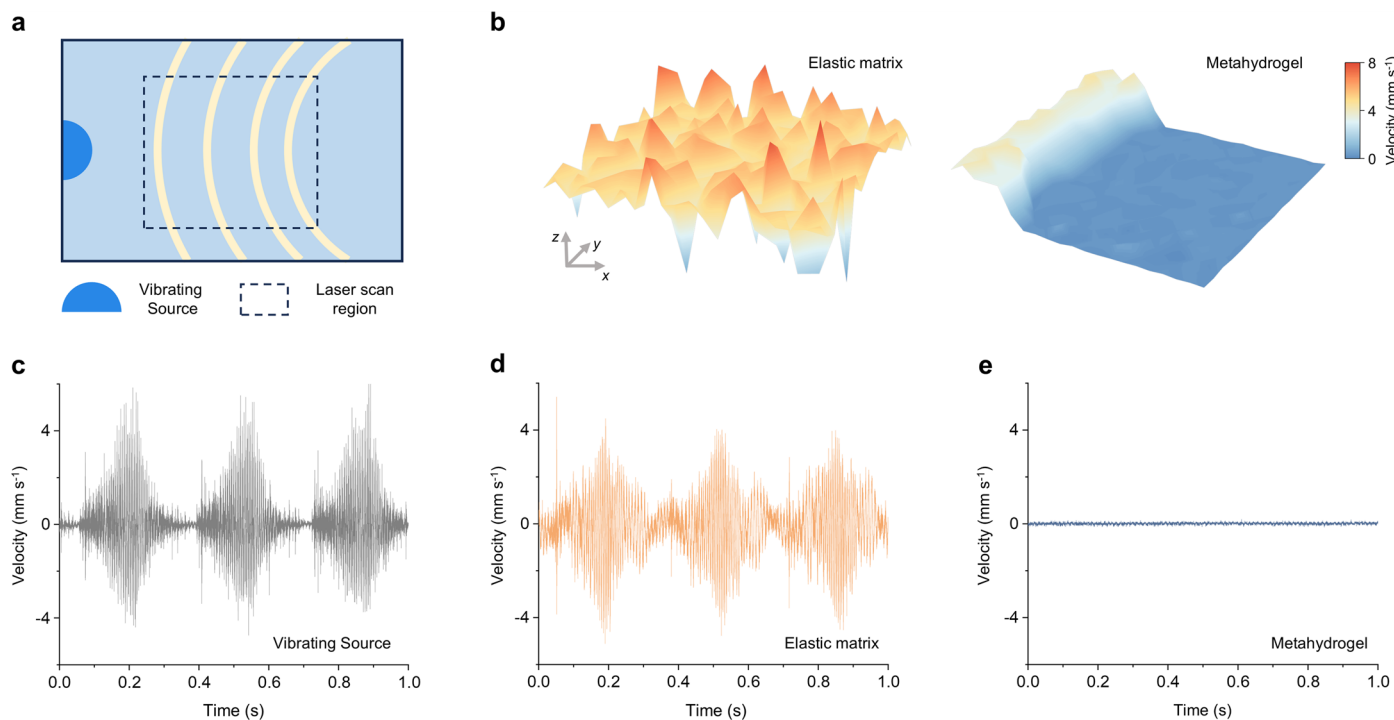 a
Vibrating
Source
Laser scan
region
b
Elastic matrix
Metahydrogel
z
y
x
8
4
0
Velocity (mm s⁻¹)
c
4
0
-4
Velocity (mm s⁻¹)
Vibrating Source
0.0 0.2 0.4 0.6 0.8 1.0
Time (s)
d
4
0
-4
Velocity (mm s⁻¹)
Elastic matrix
0.0 0.2 0.4 0.6 0.8 1.0
Time (s)
e
4
0
-4
Velocity (mm s⁻¹)
Metahydrogel
0.0 0.2 0.4 0.6 0.8 1.0
Time (s)